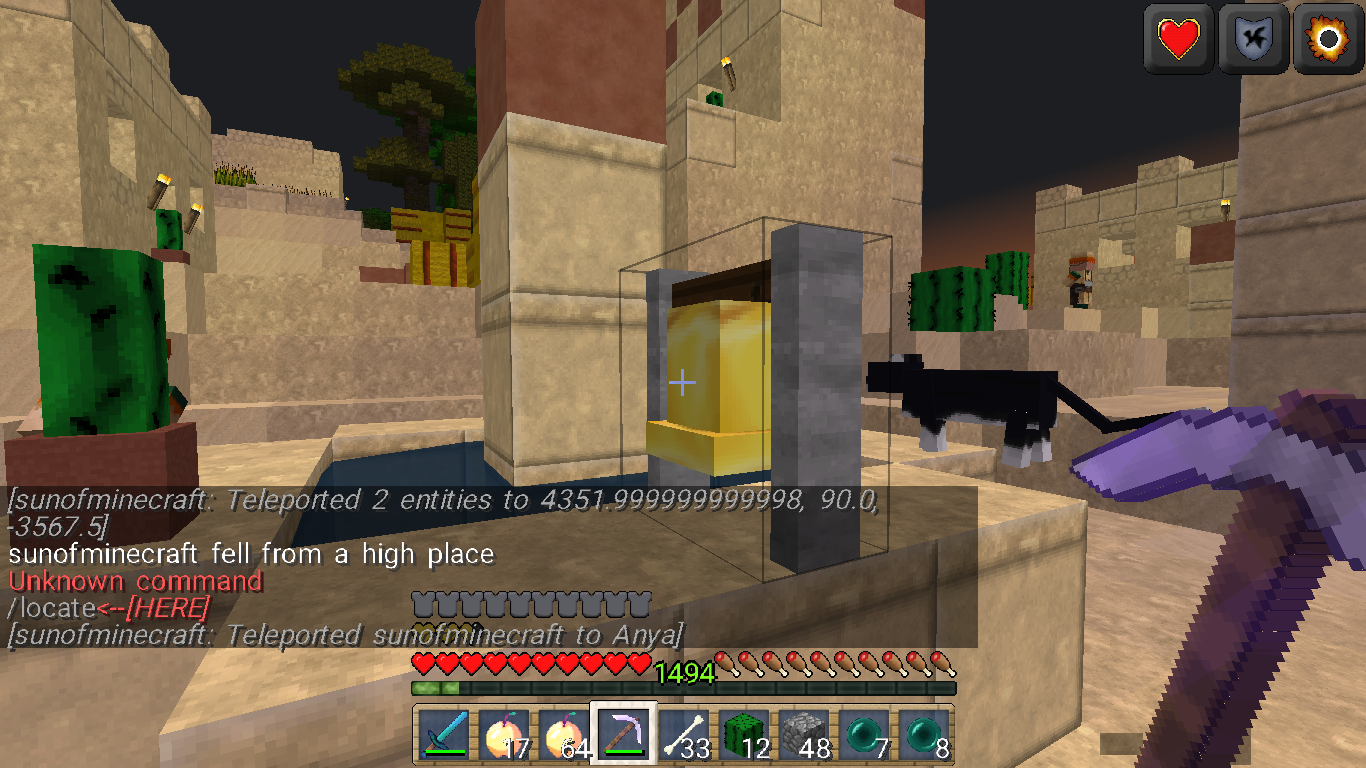 [sunofminecraft: Teleported 2 entities to 4351.999999999998, 90.0,
-3567.5]
sunofminecraft fell from a high place
Unknown command
/locate<--[HERE]
[sunofminecraft: Teleported sunofminecraft to Anya]
1494
17 64 33 12 48 7 8